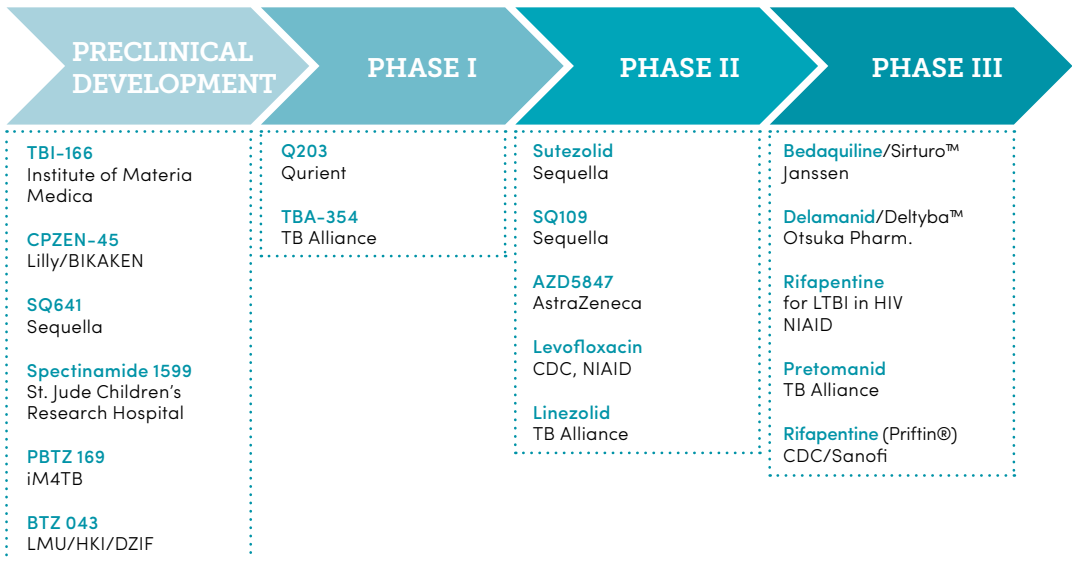 PRECLINICAL
DEVELOPMENT
TBI-166
Institute of Materia
Medica
CPZEN-45
Lilly/BIKAKEN
SQ641
Sequella
Spectinamide 1599
St. Jude Children's
Research Hospital
PBTZ 169
iM4TB
BTZ 043
LMU/HKI/DZIF
PHASE I
Q203
Qurient
TBA-354
TB Alliance
PHASE II
Sutezolid
Sequella
SQ109
Sequella
AZD5847
AstraZeneca
Levofloxacin
CDC, NIAID
Linezolid
TB Alliance
PHASE III
Bedaquiline/Sirturo™
Janssen
Delamanid/Deltyba™
Otsuka Pharm.
Rifapentine
for LTBI in HIV
NIAID
Pretomanid
TB Alliance
Rifapentine (Priftin®)
CDC/Sanofi